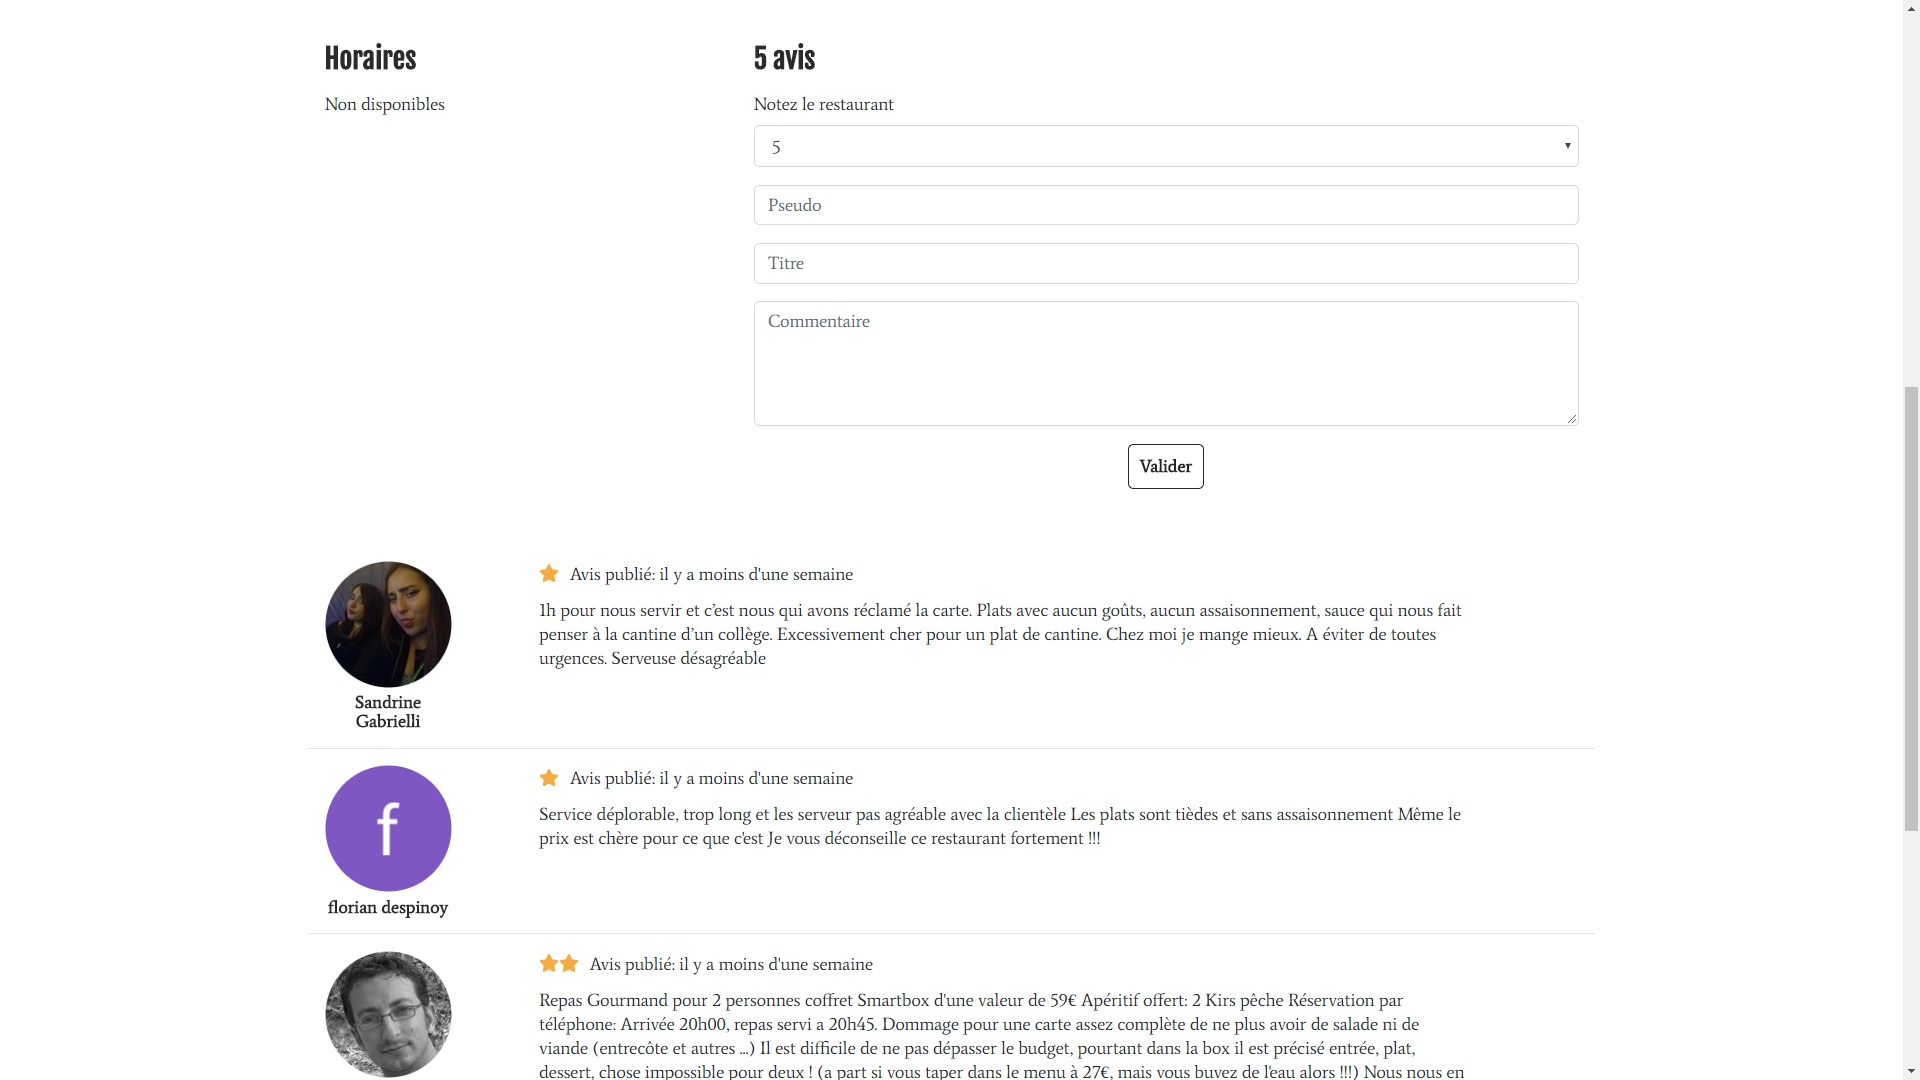 Horaires
Non disponibles
5 avis
Notez le restaurant
5
Pseudo
Titre
Commentaire
Valider
Sandrine
Gabrielli
Avis publié: il y a moins d'une semaine
1h pour nous servir et c’est nous qui avons réclamé la carte. Plats avec aucun goûts, aucun assaisonnement, sauce qui nous fait
penser à la cantine d’un collège. Excessivement cher pour un plat de cantine. Chez moi je mange mieux. A éviter de toutes
urgences. Serveuse désagréable
f
florian despinoy
Avis publié: il y a moins d'une semaine
Service déplorable, trop long et les serveur pas agréable avec la clientèle Les plats sont tièdes et sans assaisonnement Même le
prix est chère pour ce que c'est Je vous déconseille ce restaurant fortement !!!
Avis publié: il y a moins d'une semaine
Repas Gourmand pour 2 personnes coffret Smartbox d'une valeur de 59€ Apéritif offert: 2 Kirs pêche Réservation par
téléphone: Arrivée 20h00, repas servi a 20h45. Dommage pour une carte assez complète de ne plus avoir de salade ni de
viande (entrecôte et autres ...) Il est difficile de ne pas dépasser le budget, pourtant dans la box il est précisé entrée, plat,
dessert, chose impossible pour deux ! (a part si vous taper dans le menu à 27€, mais vous buvez de l'eau alors !!!) Nous nous en